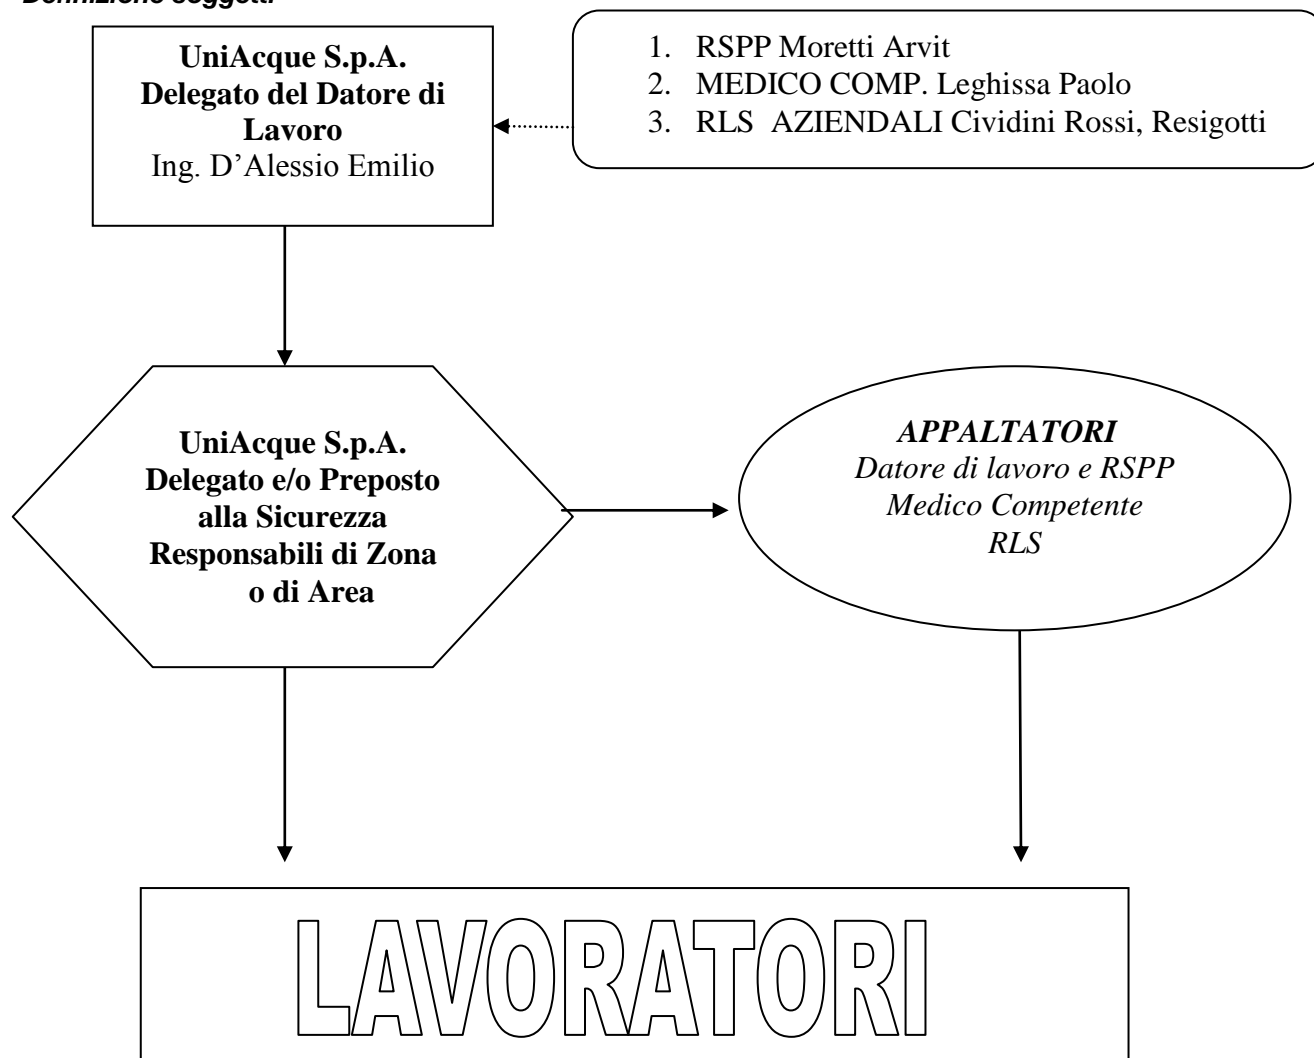 Definizione soggetti
UniAcque S.p.A.
Delegato del Datore di
Lavoro
Ing. D’Alessio Emilio
1. RSPP Moretti Arvit
2. MEDICO COMP. Leghissa Paolo
3. RLS AZIENDALI Cividini Rossi, Resigotti
UniAcque S.p.A.
Delegato e/o Preposto
alla Sicurezza
Responsabili di Zona
o di Area
APPALTATORI
Datore di lavoro e RSPP
Medico Competente
RLS
LAVORATORI